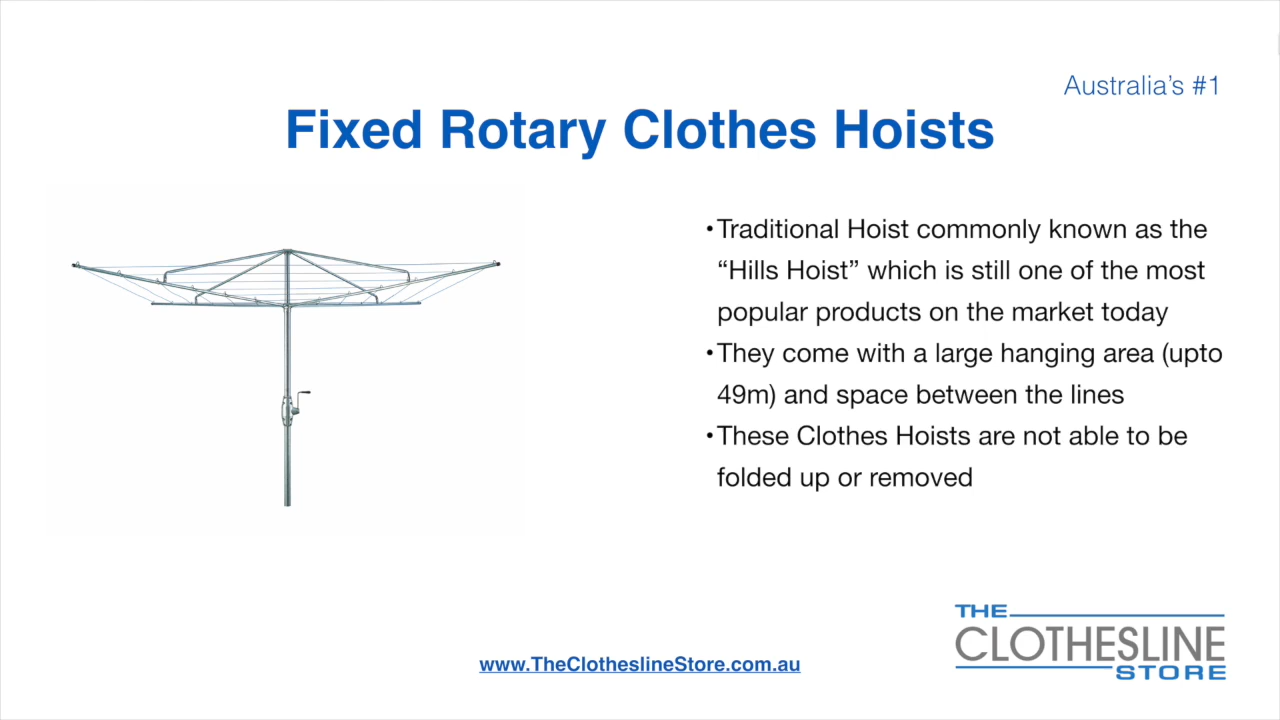 Australia's #1
Fixed Rotary Clothes Hoists
•Traditional Hoist commonly known as the
“Hills Hoist” which is still one of the most
popular products on the market today
•They come with a large hanging area (upto
49m) and space between the lines
•These Clothes Hoists are not able to be
folded up or removed
www.TheClotheslineStore.com.au
THE
CLOTHESLINE
STORE